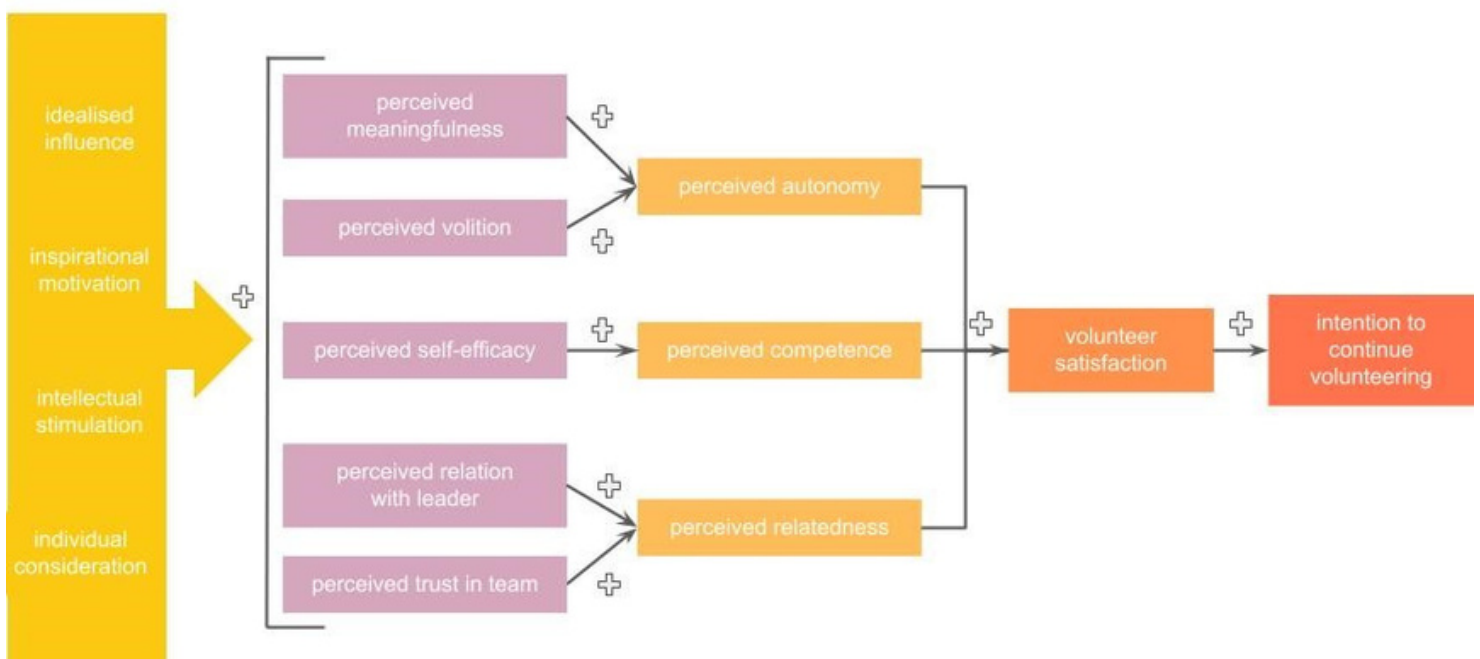 idealised
influence
inspirational
motivation
intellectual
stimulation
individual
consideration
perceived
meaningfulness
perceived volition
perceived self-efficacy
perceived relation
with leader
perceived trust in team
perceived autonomy
perceived competence
perceived relatedness
volunteer
satisfaction
intention to
continue
volunteering